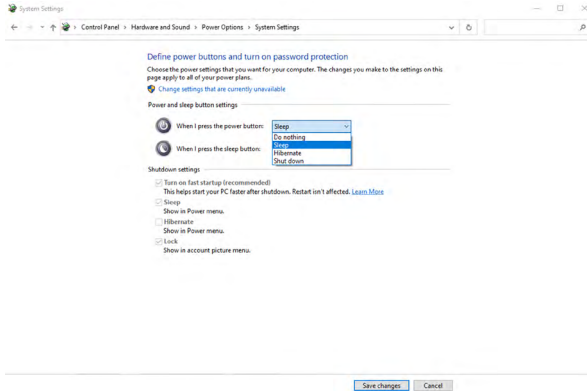 System Settings
Control Panel > Hardware and Sound > Power Options > System Settings
Define power buttons and turn on password protection
Choose the power settings that you want for your computer. The changes you make to the settings on this
page apply to all of your power plans.
Change settings that are currently unavailable
Power and sleep button settings
When I press the power button: Sleep
Do nothing
Sleep
When I press the sleep button:
Hibernate
Shut down
Shutdown settings
Turn on fast startup (recommended)
This helps start your PC faster after shutdown. Restart isn't affected. Learn More
Sleep
Show in Power menu.
Hibernate
Show in Power menu.
Lock
Show in account picture menu.
Save changes
Cancel